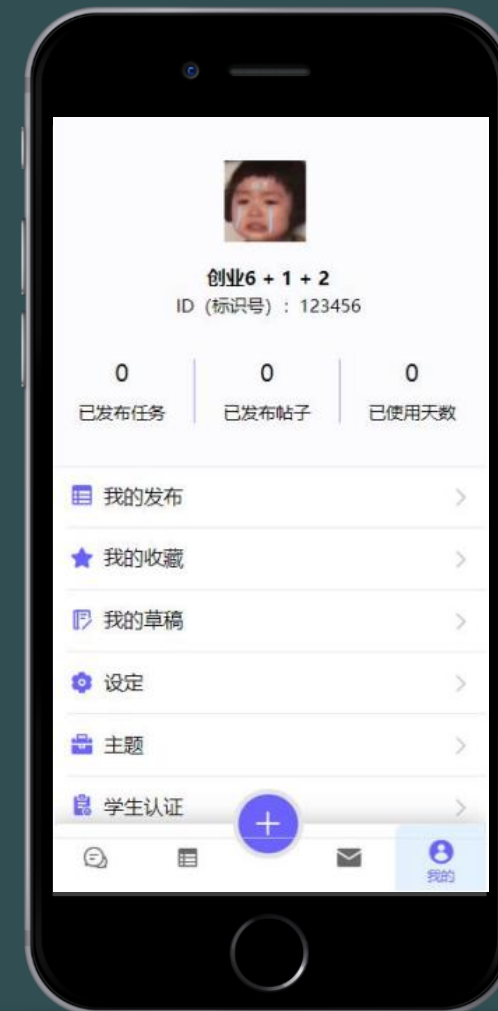 创业6 + 1 + 2
ID（标识号）: 123456
0 0 0
已发布任务 已发布帖子 已使用天数
我的发布
我的收藏
我的草稿
设定
主题
学生认证
我的